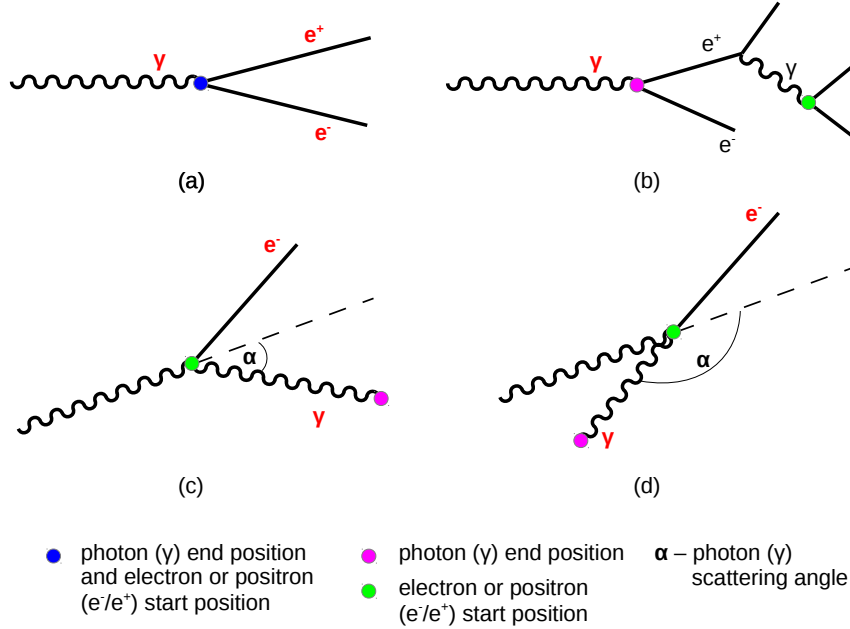 γ
e⁺
e⁻
(a)
γ
e⁺
γ
e⁻
(b)
e⁻
α
γ
(c)
e⁻
α
γ
(d)
photon (γ) end position
and electron or positron
(e⁻/e⁺) start position
photon (γ) end position
electron or positron
(e⁻/e⁺) start position
α – photon (γ)
scattering angle